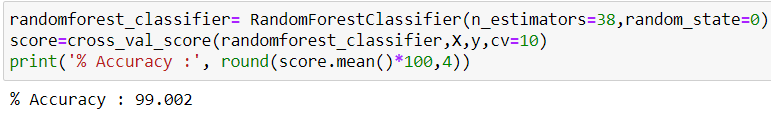 randomforest_classifier= RandomForestClassifier(n_estimators=38,random_state=0)
score=cross_val_score(randomforest_classifier,X,y,cv=10)
print('% Accuracy :', round(score.mean()*100,4))
% Accuracy : 99.002